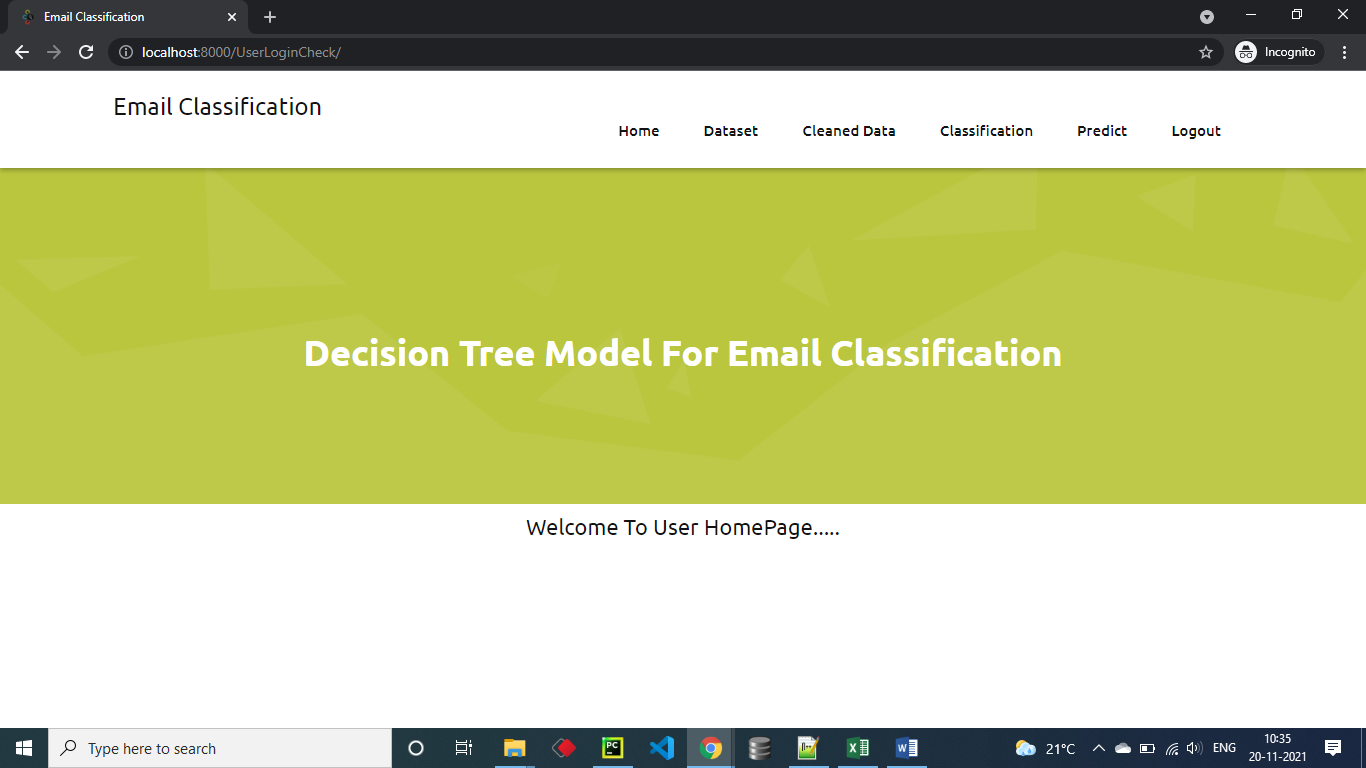 Email Classification
localhost:8000/UserLoginCheck/
Incognito
Email Classification
Home Dataset Cleaned Data Classification Predict Logout
Decision Tree Model For Email Classification
Welcome To User HomePage.....
Type here to search
PC
21°C
ENG
10:35
20-11-2021